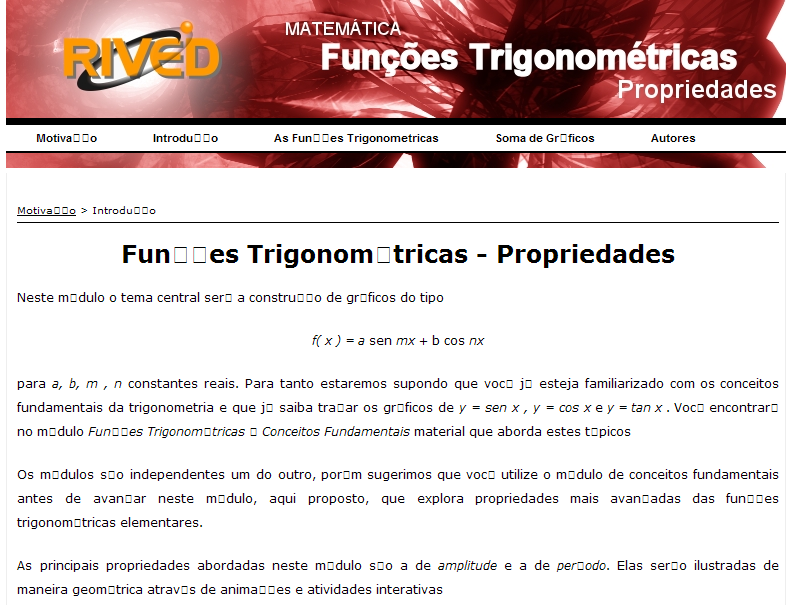 RIVED
MATEMÁTICA
Funções Trigonométricas
Propriedades
Motiva□□o Introdu□□o As Fun□□es Trigonometricas Soma de Gr□ficos Autores
Motiva□□o > Introdu□□o
Fun□□es Trigonom□tricas - Propriedades
Neste m□dulo o tema central ser□ a constru□□o de gr□ficos do tipo
f( x ) = a sen mx + b cos nx
para a, b, m , n constantes reais. Para tanto estaremos supondo que voc□ j□ esteja familiarizado com os conceitos
fundamentais da trigonometria e que j□ saiba tra□ar os gr□ficos de y = sen x , y = cos x e y = tan x . Voc□ encontrar□
no m□dulo Fun□□es Trigonom□tricas □ Conceitos Fundamentais material que aborda estes t□picos
Os m□dulos s□o independentes um do outro, por□m sugerimos que voc□ utilize o m□dulo de conceitos fundamentais
antes de avan□ar neste m□dulo, aqui proposto, que explora propriedades mais avan□adas das fun□□es
trigonom□tricas elementares.
As principais propriedades abordadas neste m□dulo s□o a de amplitude e a de per□odo. Elas ser□o ilustradas de
maneira geom□trica atrav□s de anima□□es e atividades interativas